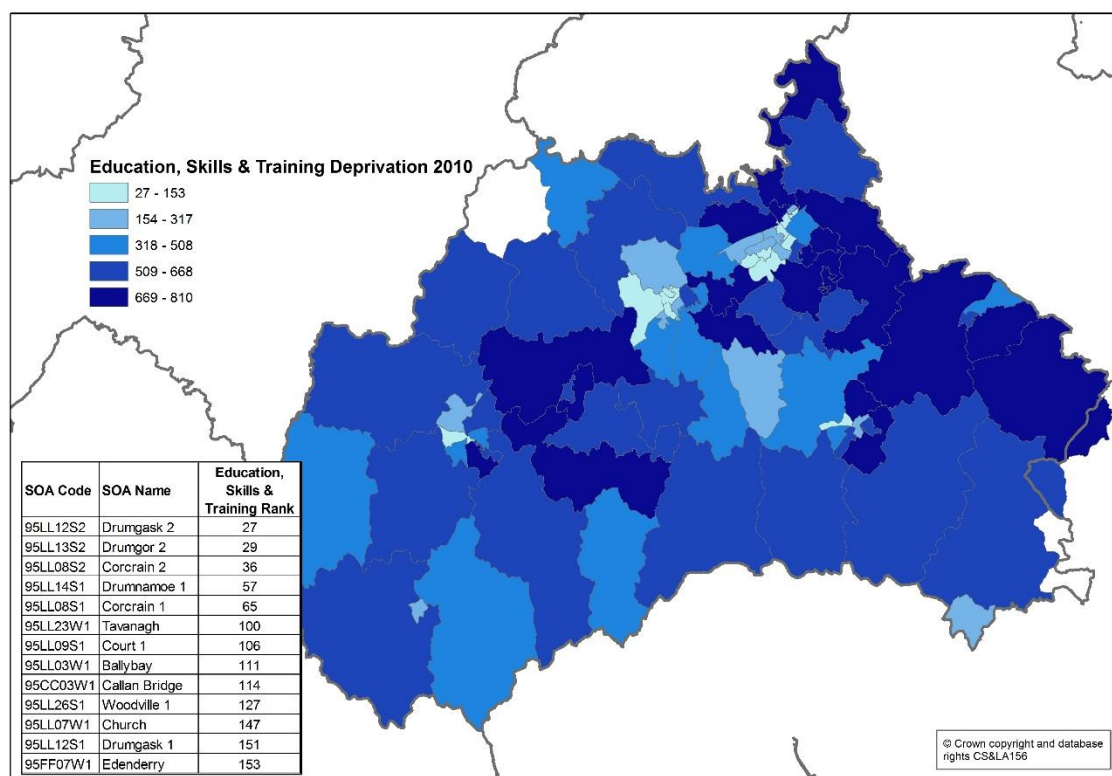 Education, Skills & Training Deprivation 2010
27 - 153
154 - 317
318 - 508
509 - 668
669 - 810
SOA Code SOA Name Education, Skills & Training Rank
95LL12S2 Drumgask 2 27
95LL13S2 Drumgor 2 29
95LL08S2 Corcrain 2 36
95LL14S1 Drumnamoe 1 57
95LL08S1 Corcrain 1 65
95LL23W1 Tavanagh 100
95LL09S1 Court 1 106
95LL03W1 Ballybay 111
95CC03W1 Callan Bridge 114
95LL26S1 Woodville 1 127
95LL07W1 Church 147
95LL12S1 Drumgask 1 151
95FF07W1 Edenderry 153
© Crown copyright and database
rights CS&LA156